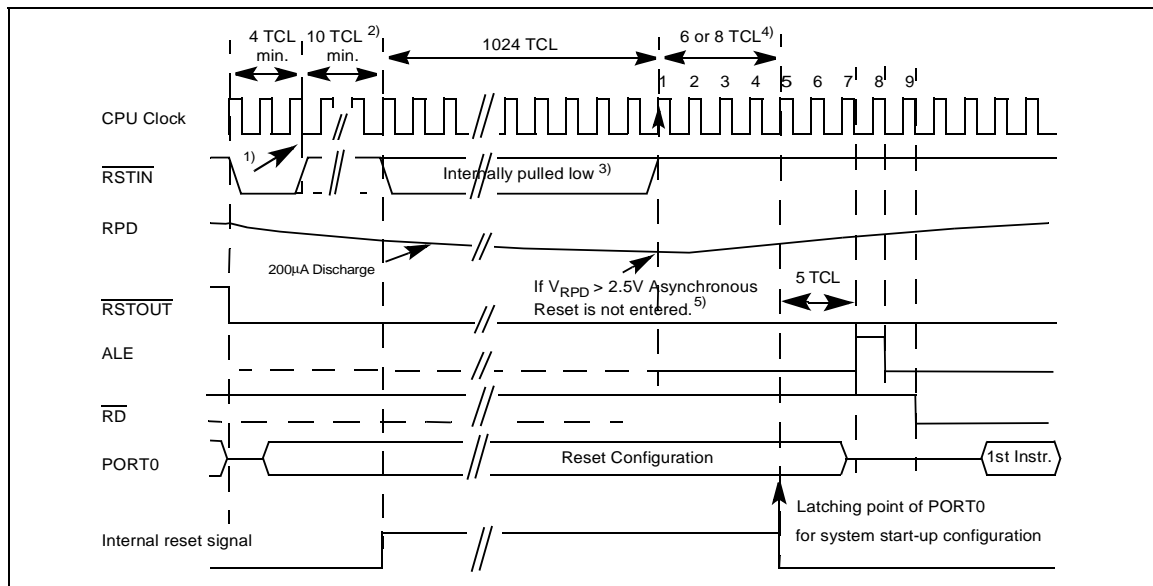 4 TCL min.
10 TCL 2) min.
1024 TCL
6 or 8 TCL4)
1 2 3 4 5 6 7 8 9
CPU Clock
1)
RSTIN
Internally pulled low 3)
RPD
200µA Discharge
If VRPD > 2.5V Asynchronous
Reset is not entered.5)
5 TCL
RSTOUT
ALE
RD
PORT0
Reset Configuration
1st Instr.
Latching point of PORT0
for system start-up configuration
Internal reset signal